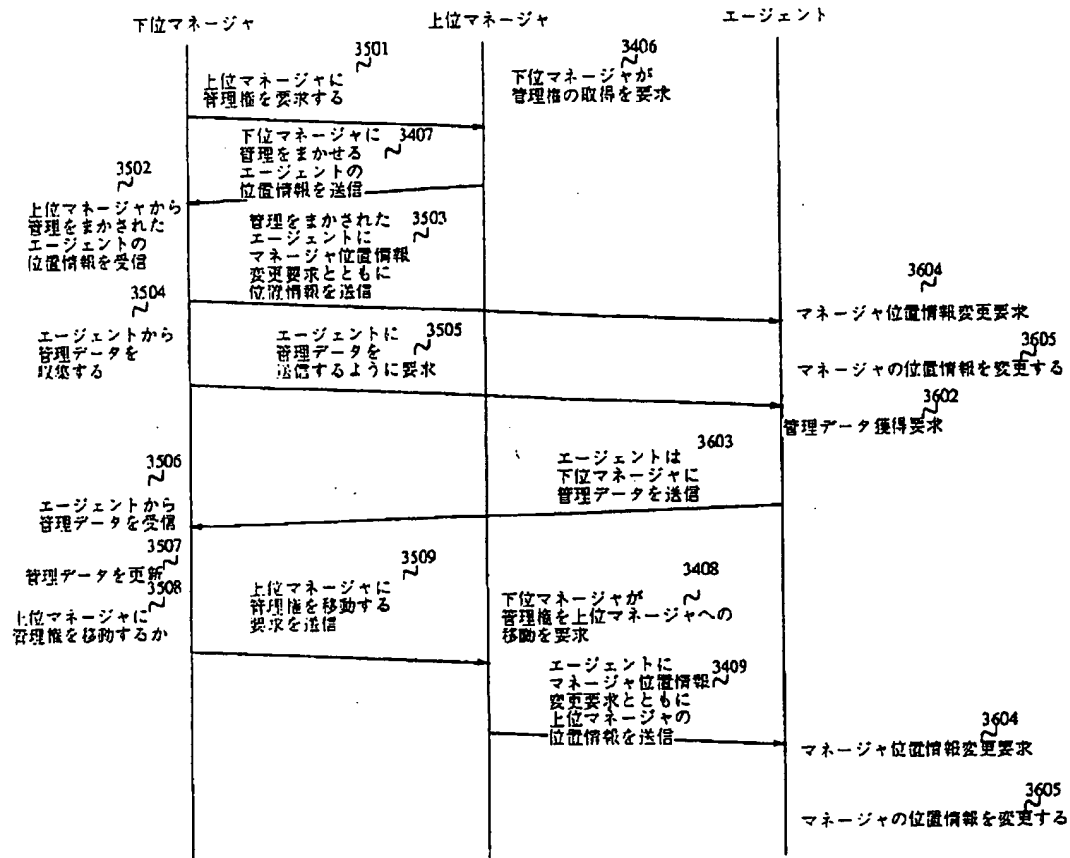 下位マネージャ
上位マネージャ
エージェント
3501
上位マネージャに
管理権を要求する
3406
下位マネージャが
管理権の取得を要求
下位マネージャに
管理をまかせる
エージェントの
位置情報を送信
3407
3502
上位マネージャから
管理をまかされた
エージェントの
位置情報を受信
管理をまかされた
エージェントに
マネージャ位置情報
変更要求とともに
位置情報を送信
3503
3604
マネージャ位置情報変更要求
3504
エージェントから
管理データを
収集する
エージェントに
管理データを
送信するように要求
3505
3605
マネージャの位置情報を変更する
3602
管理データ獲得要求
3603
エージェントは
下位マネージャに
管理データを送信
3506
エージェントから
管理データを受信
3507
管理データを更新
3508
上位マネージャに
管理権を移動するか
3509
上位マネージャに
管理権を移動する
要求を送信
3408
下位マネージャが
管理権を上位マネージャへの
移動を要求
エージェントに
マネージャ位置情報
変更要求とともに
上位マネージャの
位置情報を送信
3409
3604
マネージャ位置情報変更要求
3605
マネージャの位置情報を変更する